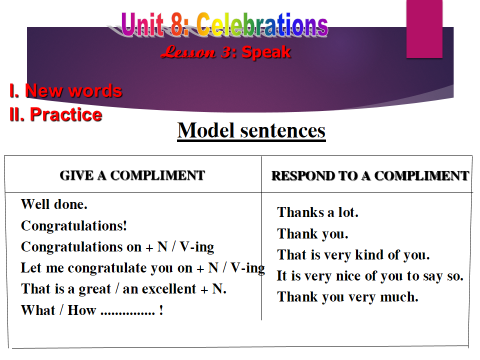 Unit 8: Celebrations
Lesson 3: Speak
I. New words
II. Practice
Model sentences
GIVE A COMPLIMENT
Well done.
Congratulations!
Congratulations on + N / V-ing
Let me congratulate you on + N / V-ing
That is a great / an excellent + N.
What / How ............... !
RESPOND TO A COMPLIMENT
Thanks a lot.
Thank you.
That is very kind of you.
It is very nice of you to say so.
Thank you very much.